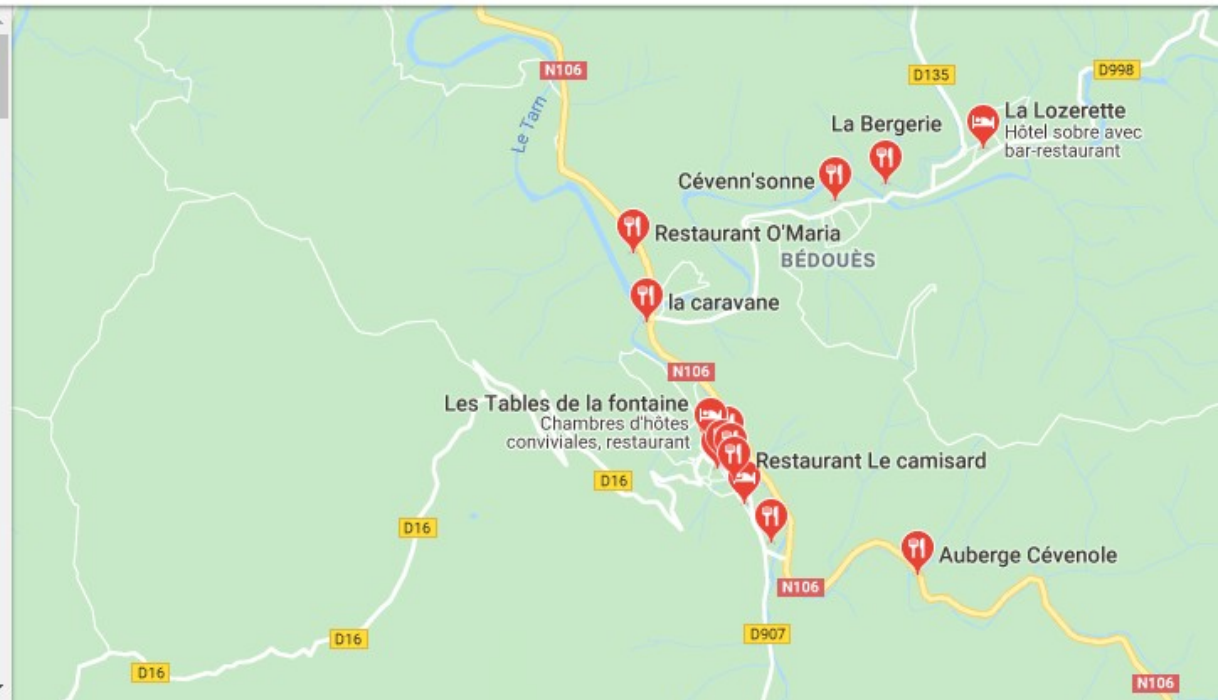 N106
D135
D998
Le Tarn
La Lozerette
Hôtel sobre avec
bar-restaurant
La Bergerie
Cévenn'sonne
Restaurant O'Maria
BÉDOUÈS
la caravane
N106
Les Tables de la fontaine
Chambres d'hôtes
conviviales, restaurant
Restaurant Le camisard
D16
D16
Auberge Cévenole
N106
D907
D16
D16
N106